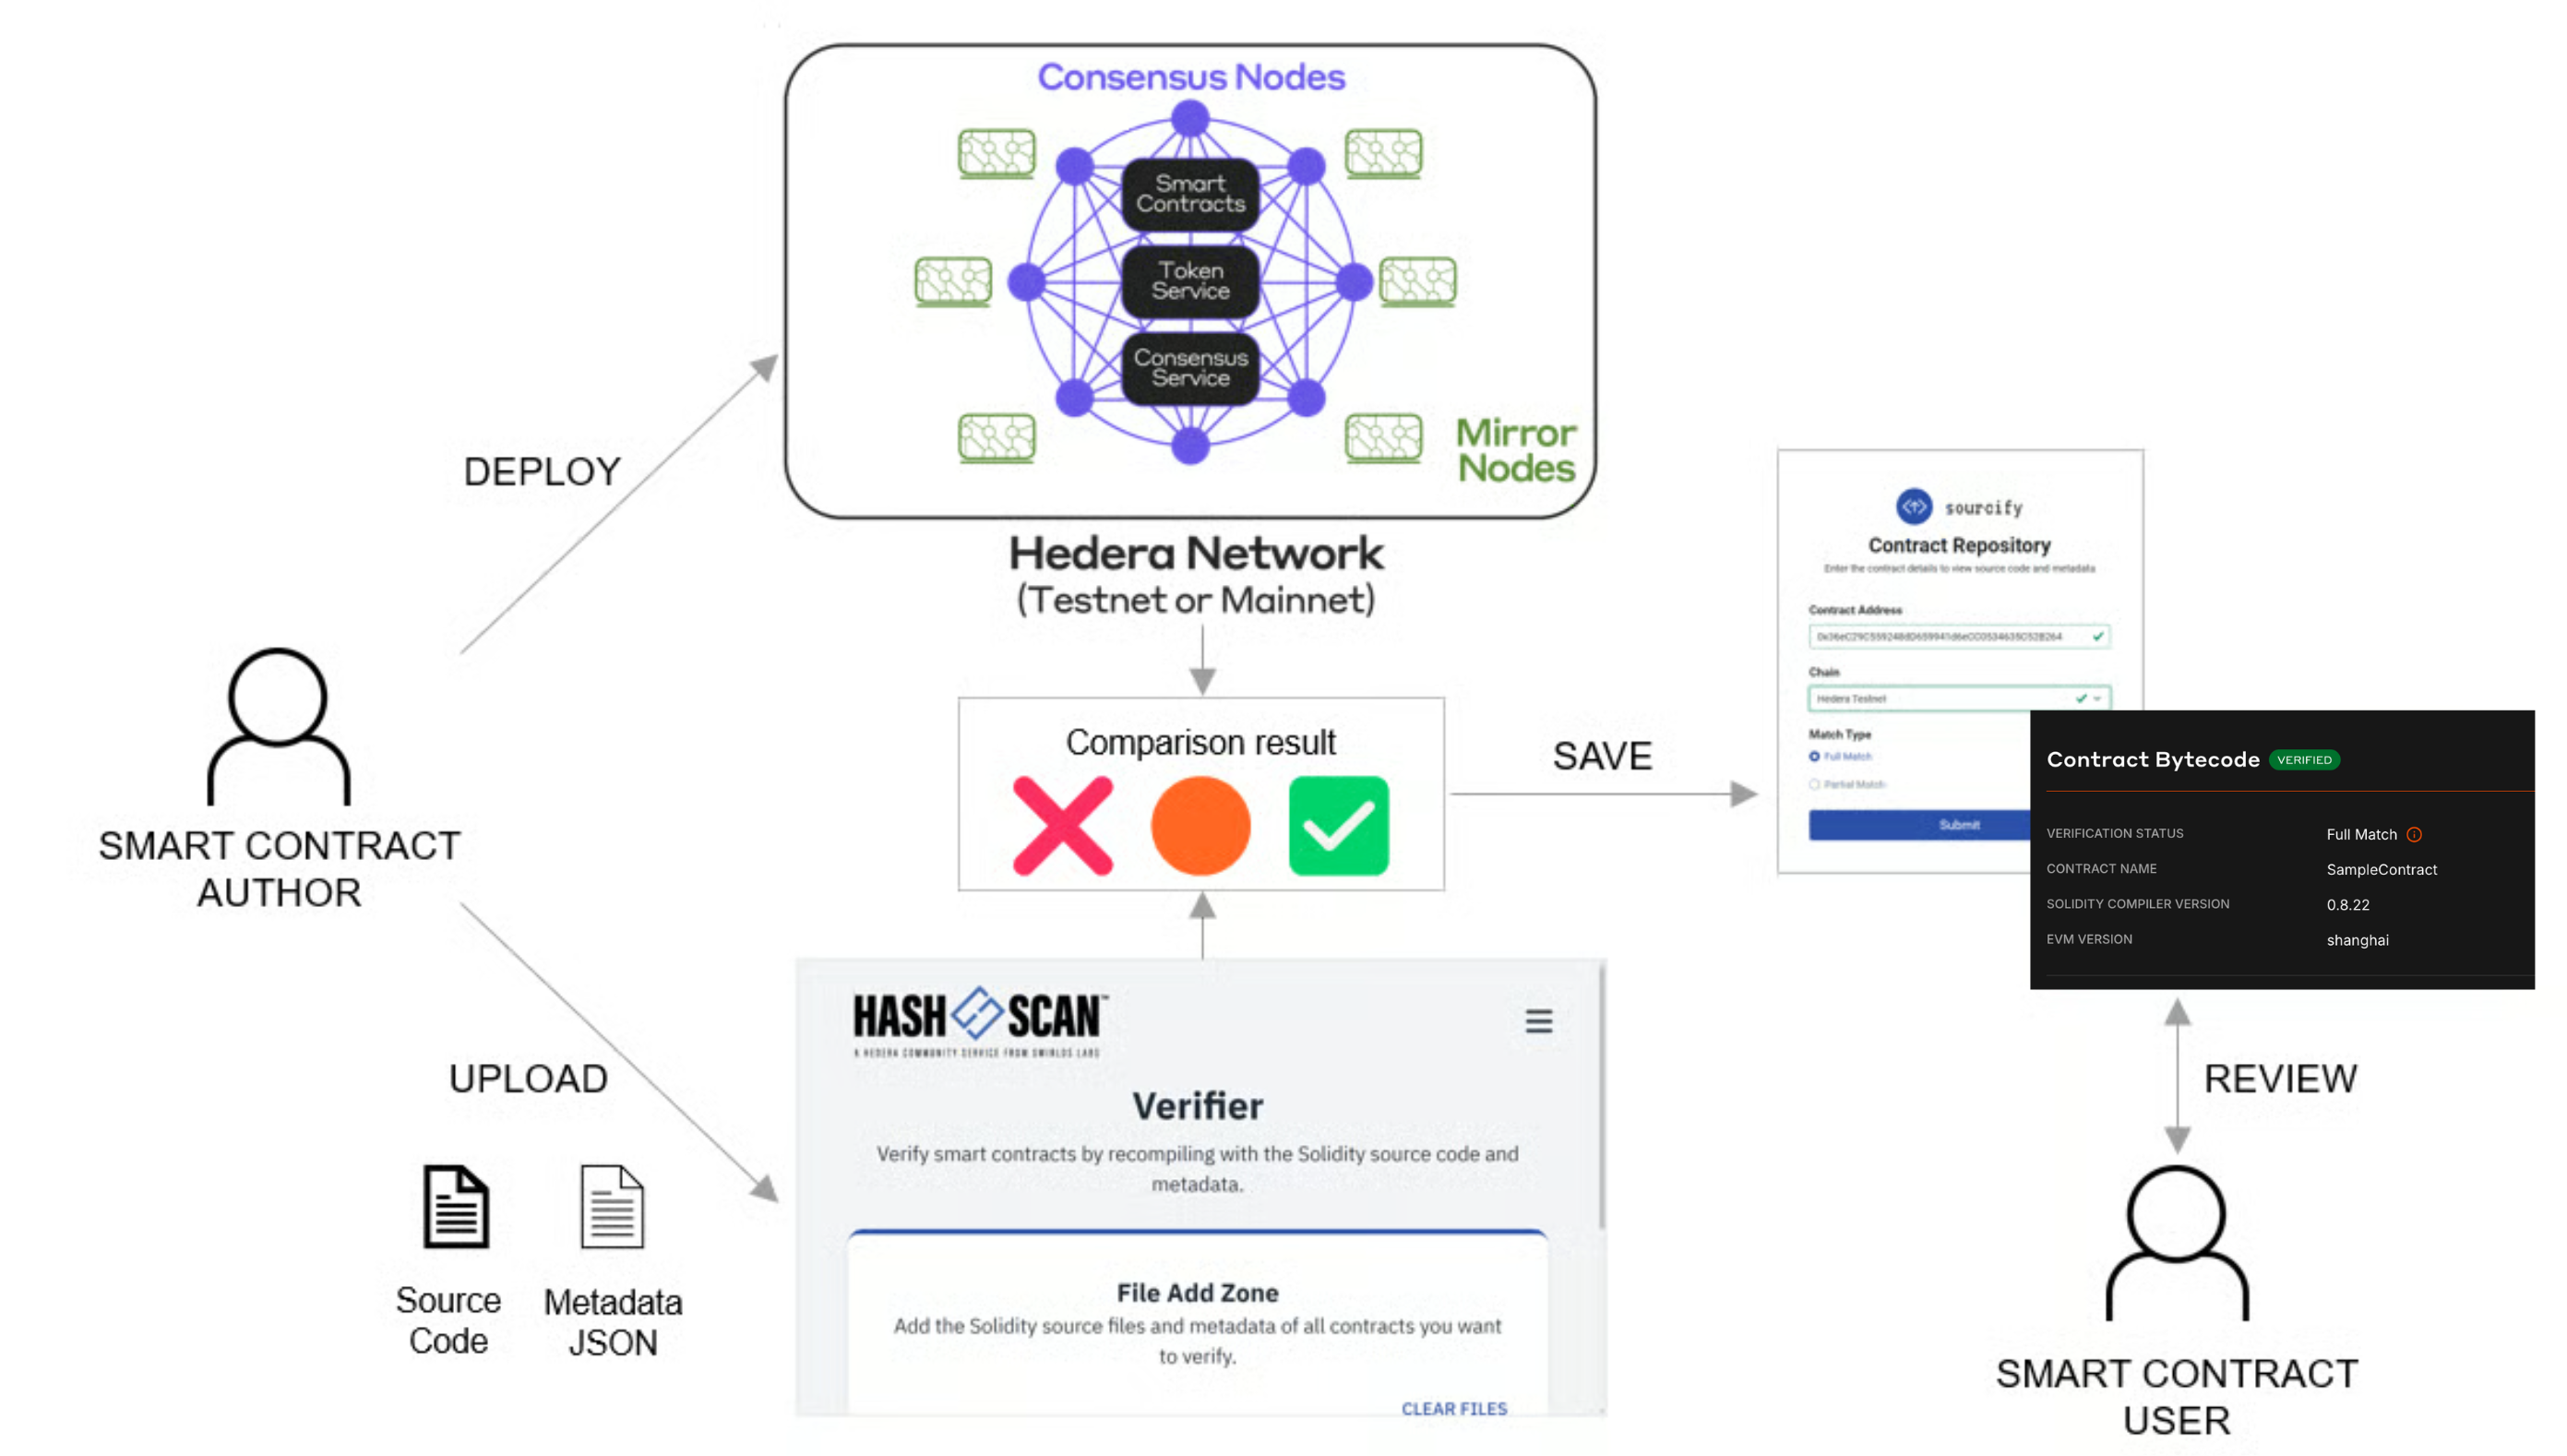 Consensus Nodes
Smart
Contracts
Token
Service
Consensus
Service
Mirror
Nodes
Hedera Network
(Testnet or Mainnet)
DEPLOY
SMART CONTRACT
AUTHOR
UPLOAD
Source
Code
Metadata
JSON
Comparison result
HASH SCAN™
A HEDERA COMMUNITY SERVICE FROM SWIRLDS LABS
Verifier
Verify smart contracts by recompiling with the Solidity source code and
metadata.
File Add Zone
Add the Solidity source files and metadata of all contracts you want
to verify.
CLEAR FILES
SAVE
sourcify
Contract Repository
Enter the contract details to view source code and metadata
Contract Address
Chain
Hedera Testnet
Match Type
Full Match
Partial Match
Submit
Contract Bytecode VERIFIED
VERIFICATION STATUS Full Match
CONTRACT NAME SampleContract
SOLIDITY COMPILER VERSION 0.8.22
EVM VERSION shanghai
REVIEW
SMART CONTRACT
USER